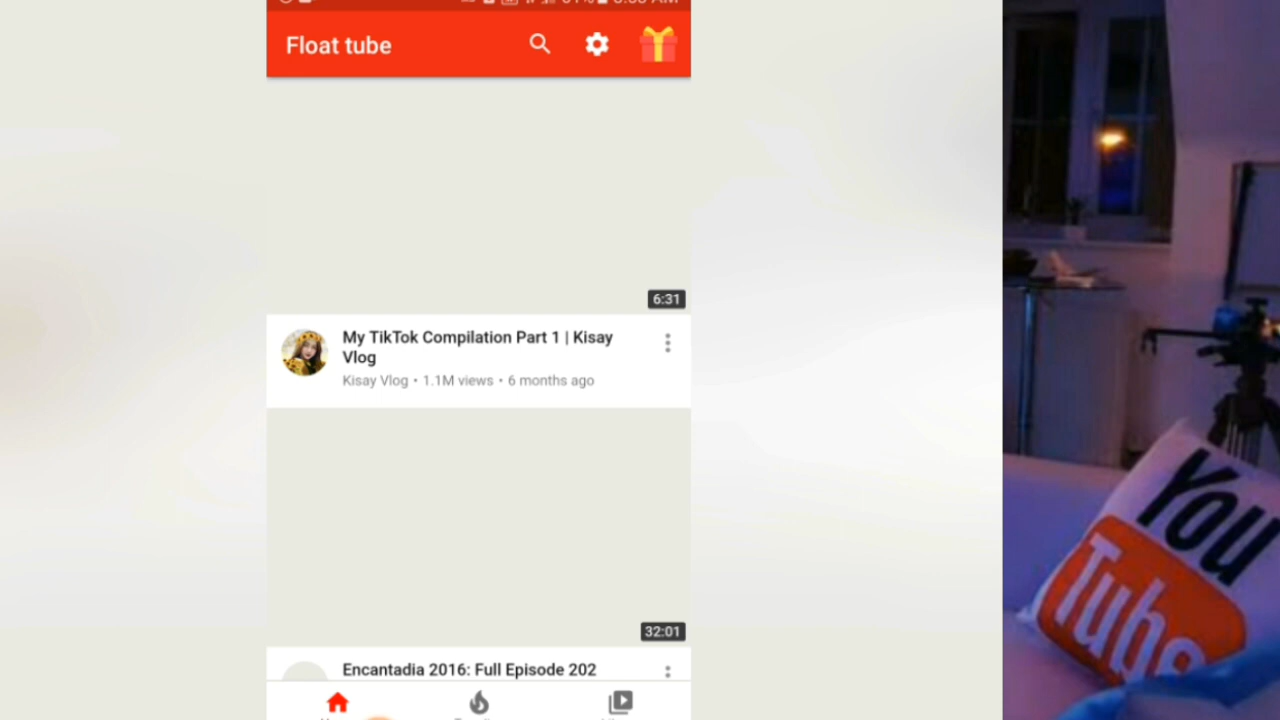 Float tube
6:31
My TikTok Compilation Part 1 | Kisay
Vlog
Kisay Vlog • 1.1M views • 6 months ago
32:01
Encantadia 2016: Full Episode 202
You
Tube